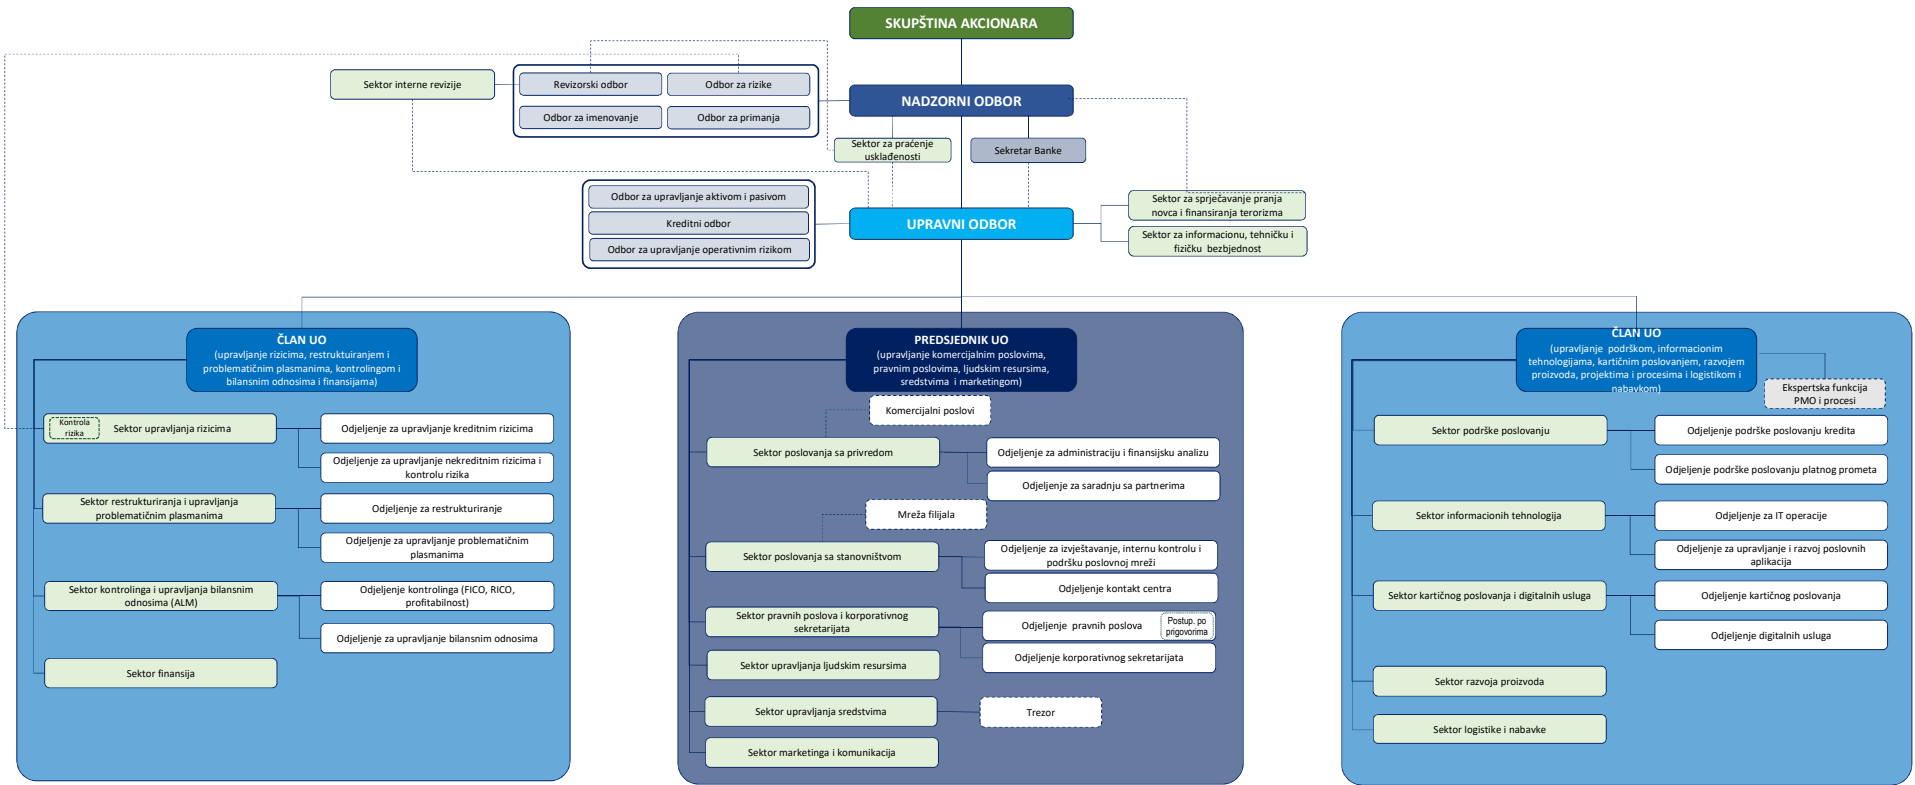 SKUPŠTINA AKCIONARA
Sektor interne revizije
Revizorski odbor
Odbor za rizike
Odbor za imenovanje
Odbor za primanja
NADZORNI ODBOR
Sektor za praćenje
usklađenosti
Sekretar Banke
Odbor za upravljanje aktivom i pasivom
Kreditni odbor
Odbor za upravljanje operativnim rizikom
UPRAVNI ODBOR
Sektor za sprječavanje pranja
novca i finansiranja terorizma
Sektor za informacionu, tehničku i
fizičku bezbjednost
ČLAN UO
(upravljanje rizicima, restruktuiranjem i
problematičnim plasmanima, kontrolingom i
bilansnim odnosima i finansijama)
Kontrola
rizika
Sektor upravljanja rizicima
Odjeljenje za upravljanje kreditnim rizicima
Odjeljenje za upravljanje nekreditnim rizicima i
kontrolu rizika
Sektor restrukturiranja i upravljanja
problematičnim plasmanima
Odjeljenje za restrukturiranje
Odjeljenje za upravljanje problematičnim
plasmanima
Sektor kontrolinga i upravljanja bilansnim
odnosima (ALM)
Odjeljenje kontrolinga (FICO, RICO,
profitabilnost)
Odjeljenje za upravljanje bilansnim odnosima
Sektor finansija
PREDSJEDNIK UO
(upravljanje komercijalnim poslovima,
pravnim poslovima, ljudskim resursima,
sredstvima  i marketingom)
Komercijalni poslovi
Sektor poslovanja sa privredom
Odjeljenje za administraciju i finansijsku analizu
Odjeljenje za saradnju sa partnerima
Mreža filijala
Sektor poslovanja sa stanovništvom
Odjeljenje za izvještavanje, internu kontrolu i
podršku poslovnoj mreži
Odjeljenje kontakt centra
Sektor pravnih poslova i korporativnog
sekretarijata
Odjeljenje  pravnih poslova
Postup. po
prigovorima
Odjeljenje korporativnog sekretarijata
Sektor upravljanja ljudskim resursima
Sektor upravljanja sredstvima
Trezor
Sektor marketinga i komunikacija
ČLAN UO
(upravljanje  podrškom, informacionim
tehnologijama, kartičnim poslovanjem, razvojem
proizvoda, projektima i procesima i logistikom i
nabavkom)
Ekspertska funkcija
PMO i procesi
Sektor podrške poslovanju
Odjeljenje podrške poslovanju kredita
Odjeljenje podrške poslovanju platnog prometa
Sektor informacionih tehnologija
Odjeljenje za IT operacije
Odjeljenje za upravljanje i razvoj poslovnih
aplikacija
Sektor kartičnog poslovanja i digitalnih usluga
Odjeljenje kartičnog poslovanja
Odjeljenje digitalnih usluga
Sektor razvoja proizvoda
Sektor logistike i nabavke